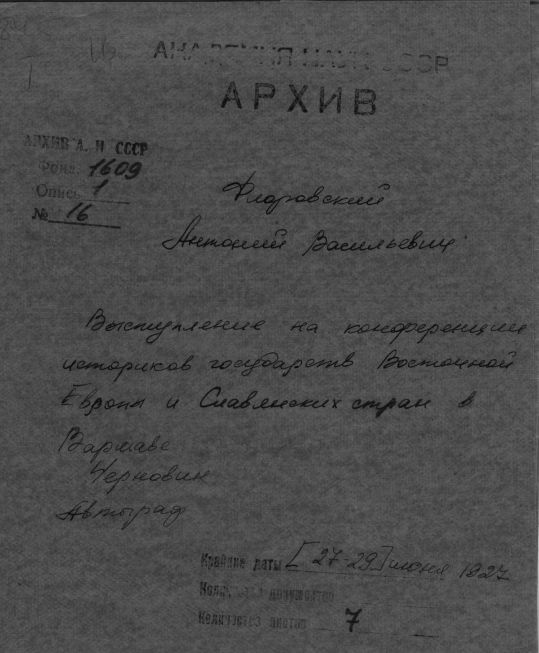 АКАДЕМИЯ НАУК СССР
АРХИВ
АРХИВ А. Н СССР
Фонд 1609
Опись 1
№ 16
Флоровский
Антоний Васильевич
Выступление на конференции
историков государств Восточной
Европы и Славянских стран в
Варшаве
Черновик
Автограф
Крайние даты [27-29] июня 1927
Количество документов
Количество листов 7